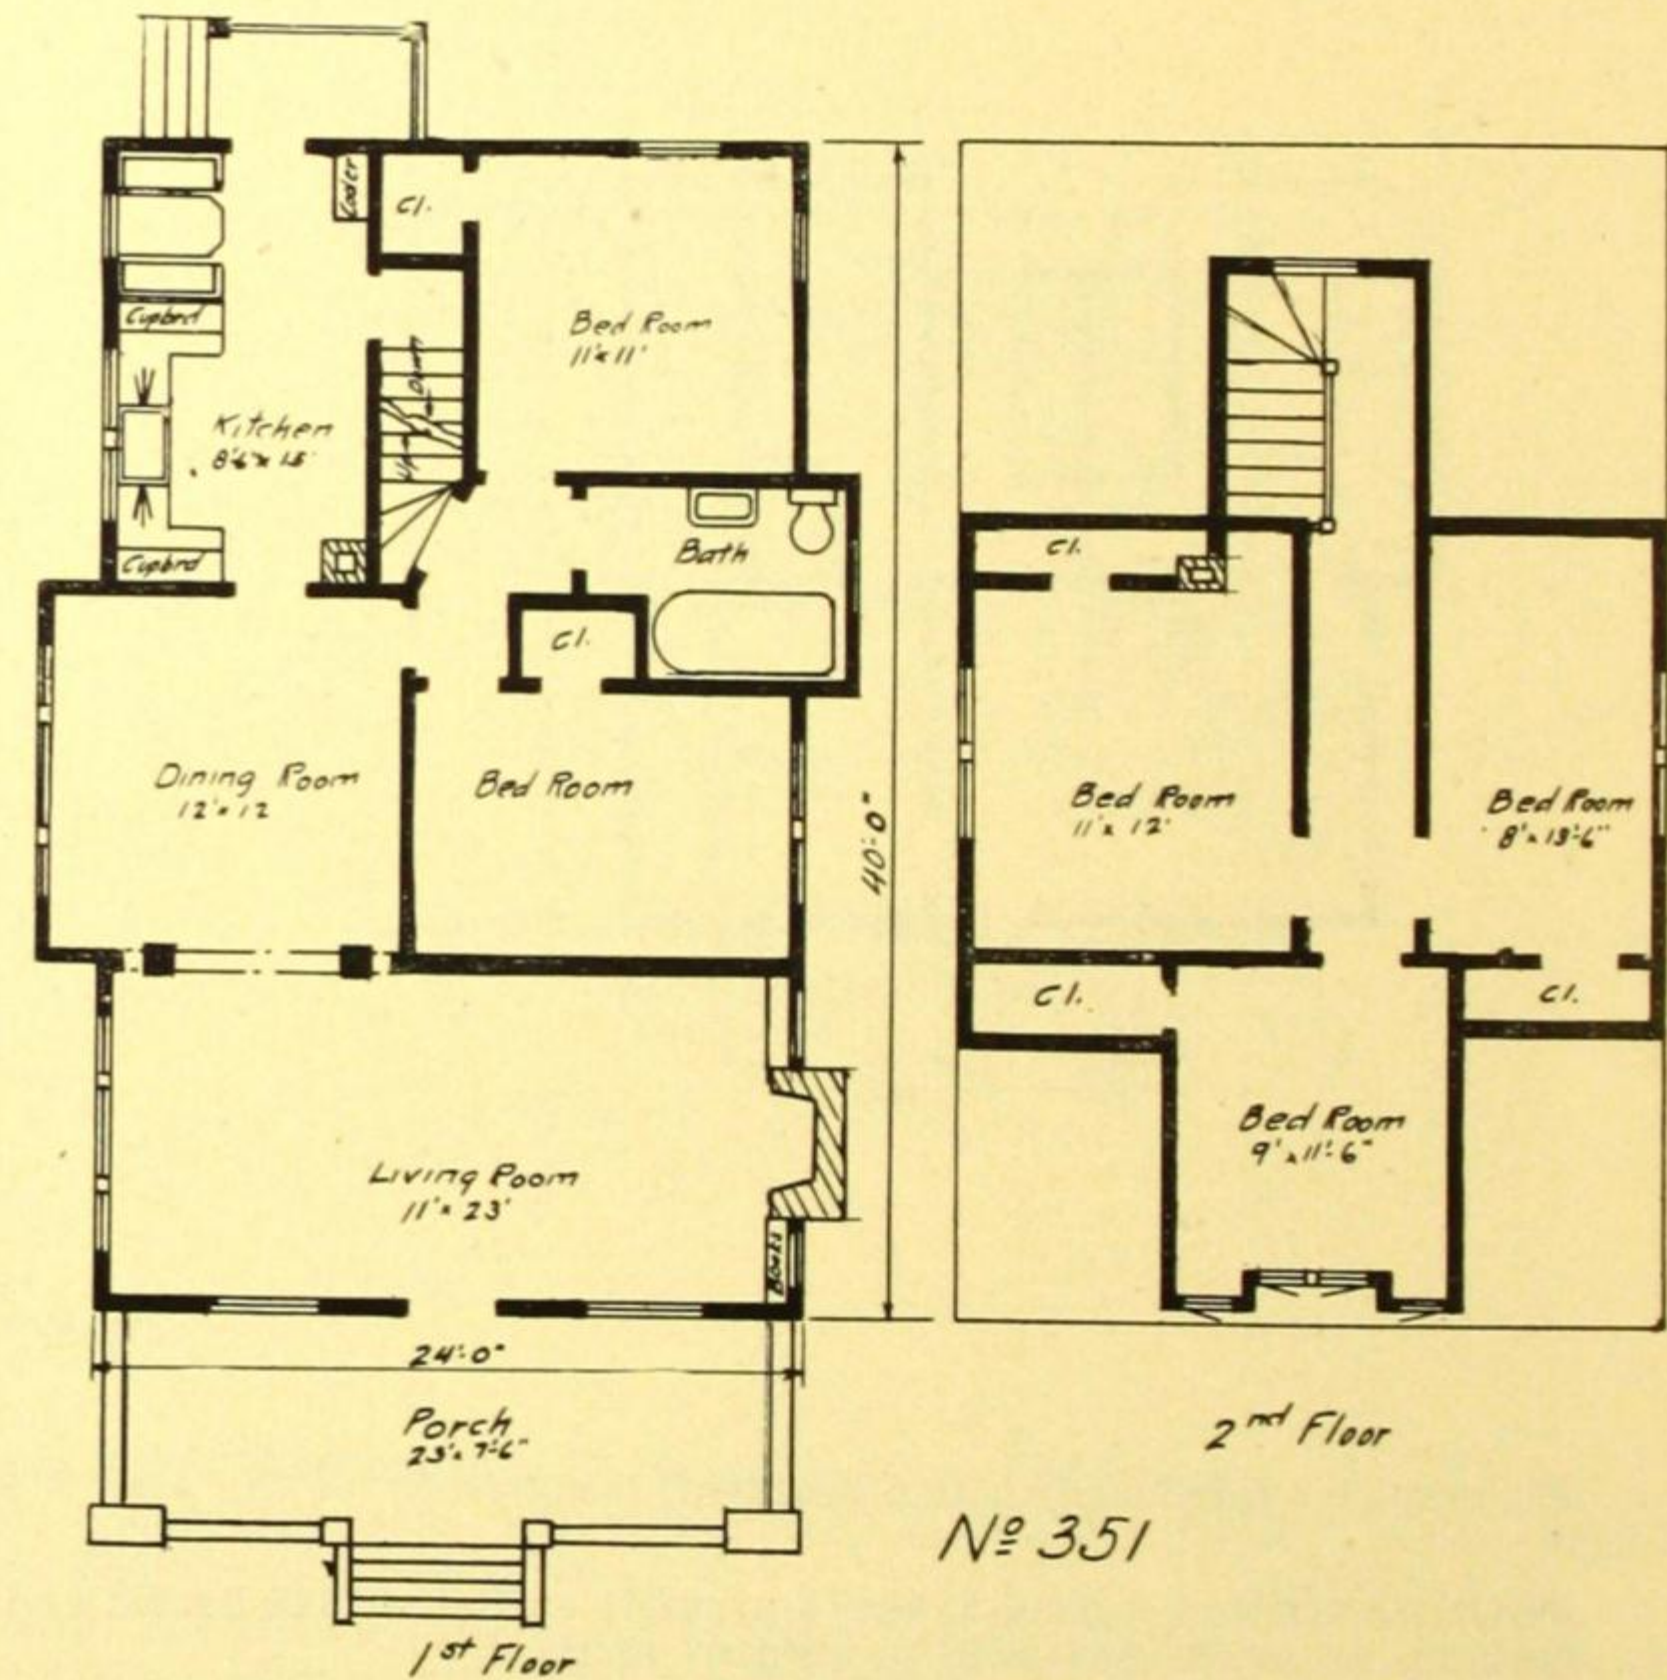 Cooler
Cl.
Bed Room
11'x11'
Cupbrd
Down
Up
Kitchen
8'6"x15'
Cupbrd
Bath
Cl.
Dining Room
12'x12
Bed Room
40'-0"
Living Room
11'x23'
Books
24'-0"
Porch
23'x7'-6"
1st Floor
Cl.
Bed Room
11'x12'
Bed Room
8'x13'-6"
Cl.
Cl.
Bed Room
9'x11'-6"
2nd Floor
Nº 351